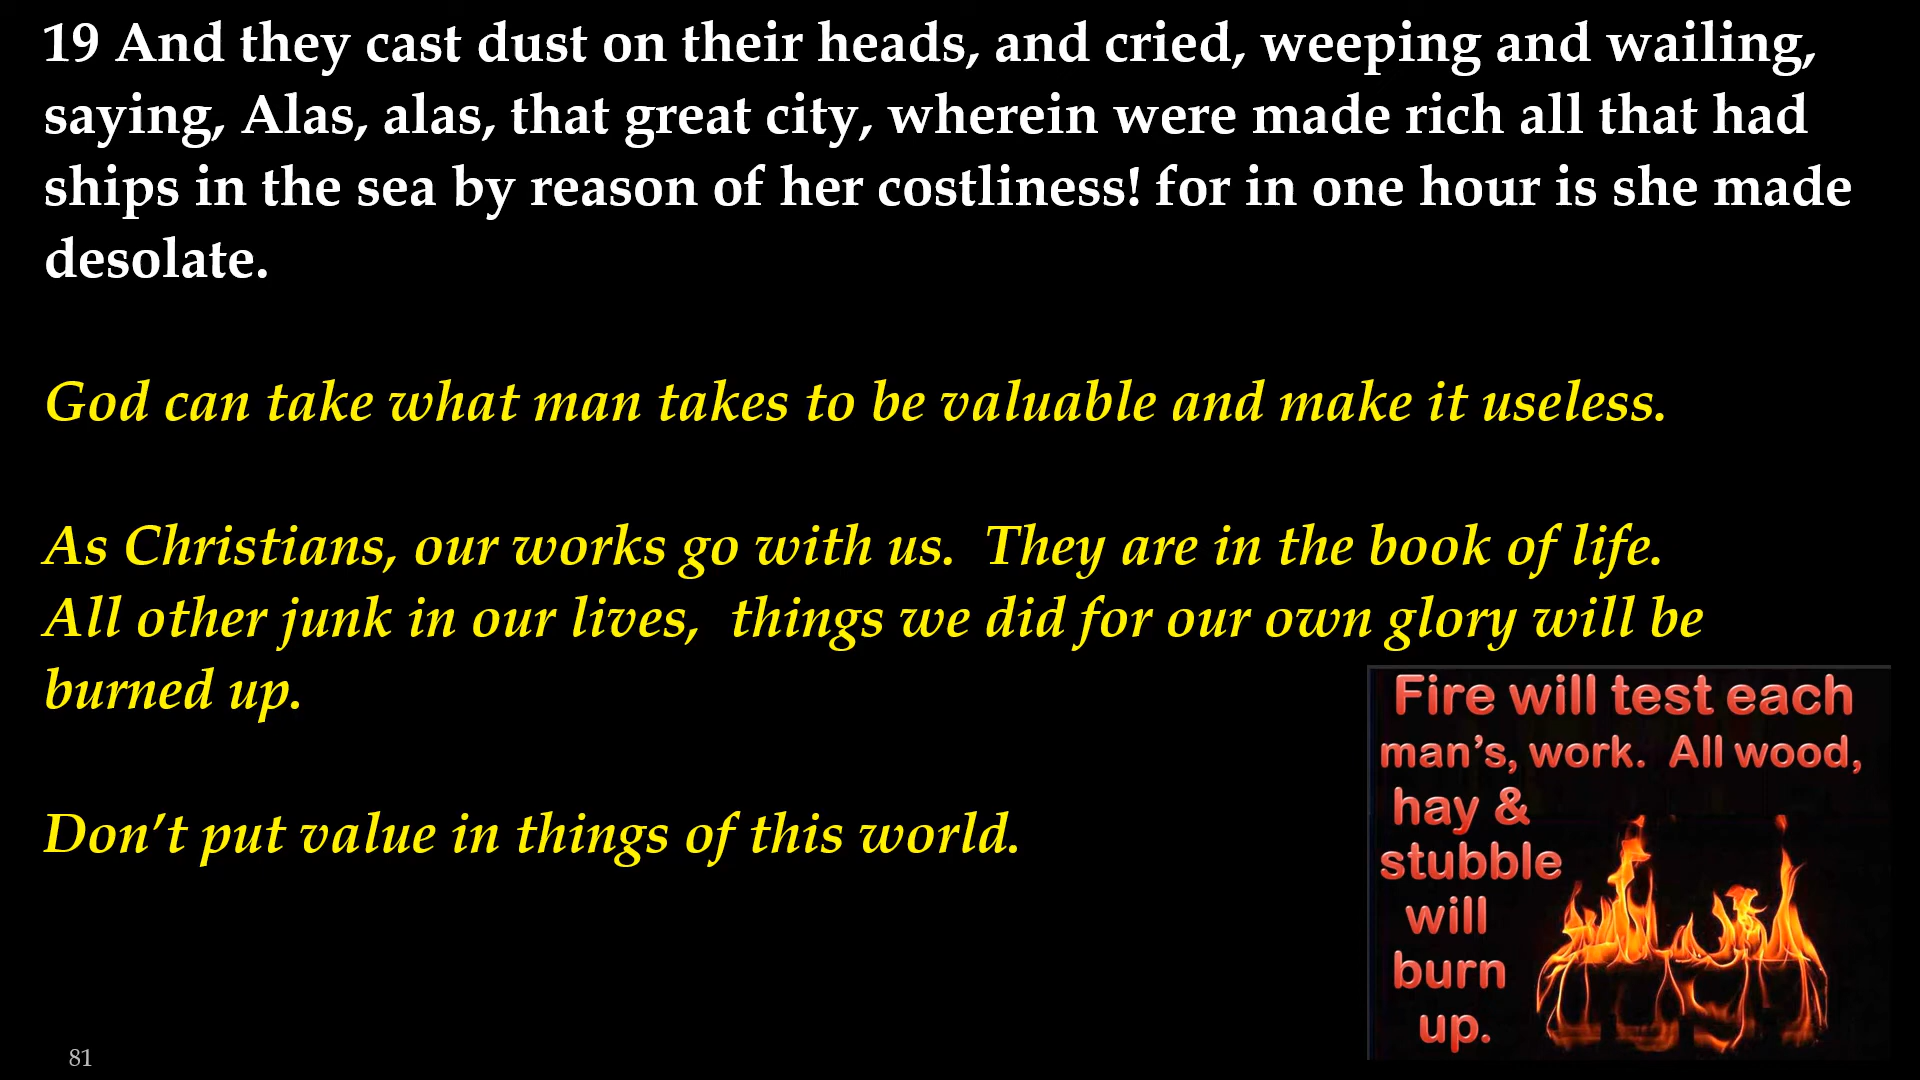 19 And they cast dust on their heads, and cried, weeping and wailing,
saying, Alas, alas, that great city, wherein were made rich all that had
ships in the sea by reason of her costliness! for in one hour is she made
desolate.
God can take what man takes to be valuable and make it useless.
As Christians, our works go with us.  They are in the book of life.
All other junk in our lives,  things we did for our own glory will be
burned up.
Don’t put value in things of this world.
Fire will test each
man’s, work.  All wood,
hay &
stubble
will
burn
up.
81